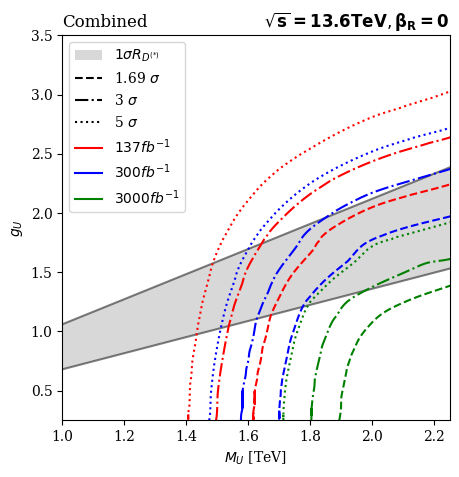 Combined
√s = 13.6TeV, β_R = 0
1σR_{D^{(*)}}
1.69 σ
3 σ
5 σ
137fb⁻¹
300fb⁻¹
3000fb⁻¹
3.5
3.0
2.5
2.0
1.5
1.0
0.5
g_U
1.0 1.2 1.4 1.6 1.8 2.0 2.2
M_U [TeV]